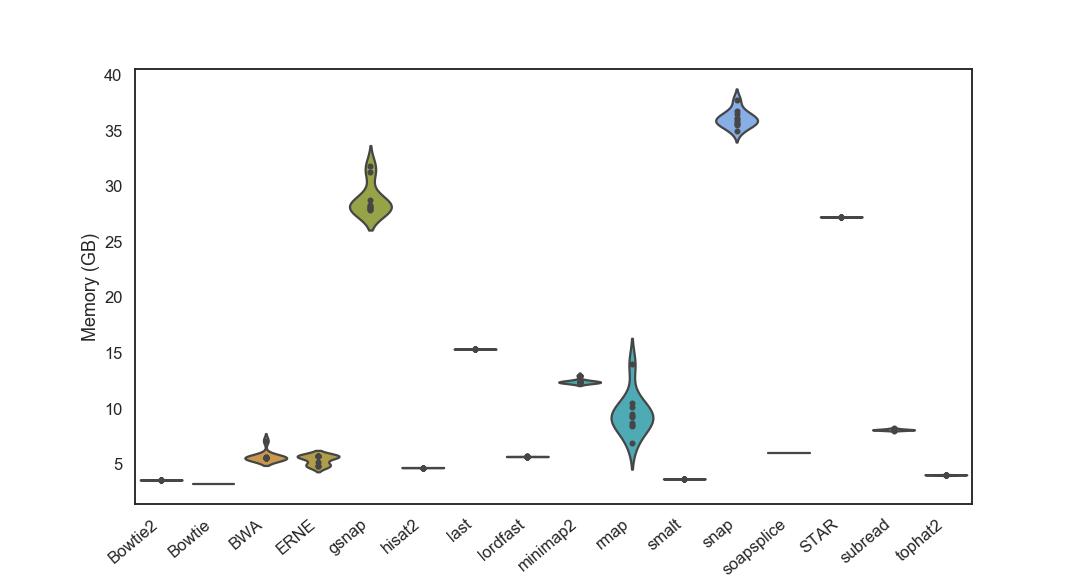 40
35
30
25
20
15
10
5
Memory (GB)
Bowtie2
Bowtie
BWA
ERNE
gsnap
hisat2
last
lordfast
minimap2
rmap
smalt
snap
soapsplice
STAR
subread
tophat2